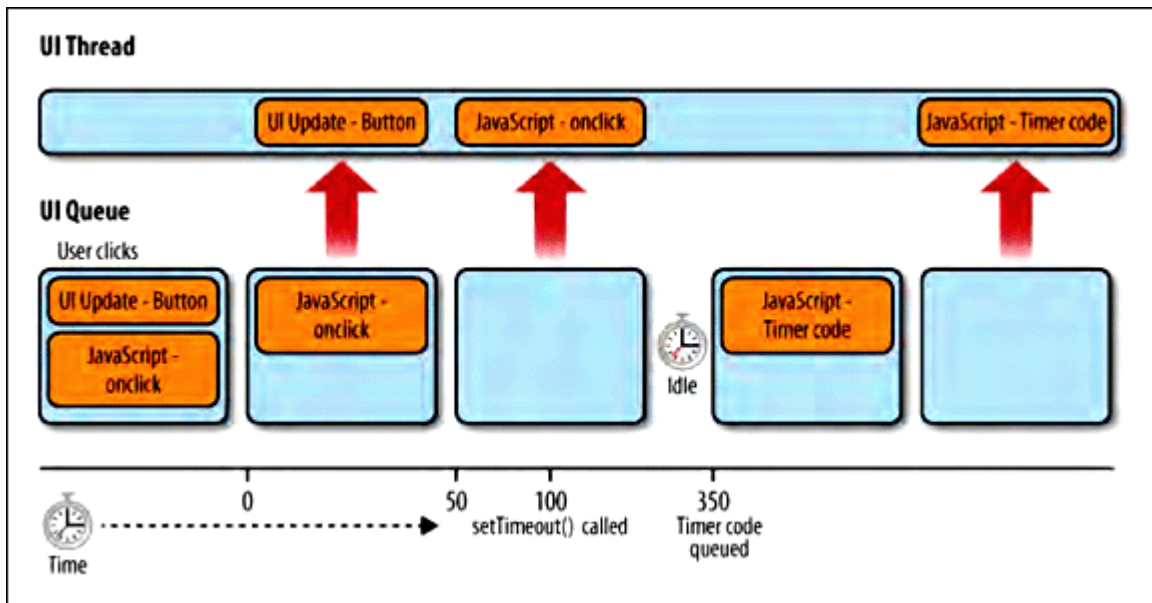 UI Thread
UI Update - Button
JavaScript - onclick
JavaScript - Timer code
UI Queue
User clicks
UI Update - Button
JavaScript -
onclick
JavaScript -
onclick
Idle
JavaScript -
Timer code
0
50
100
350
setTimeout() called
Timer code
queued
Time